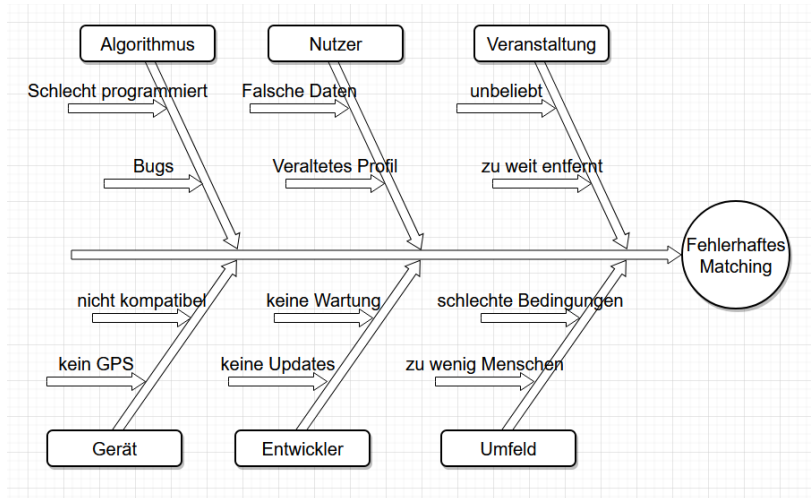 Algorithmus
Nutzer
Veranstaltung
Schlecht programmiert
Falsche Daten
unbeliebt
Bugs
Veraltetes Profil
zu weit entfernt
Fehlerhaftes
Matching
nicht kompatibel
keine Wartung
schlechte Bedingungen
kein GPS
keine Updates
zu wenig Menschen
Gerät
Entwickler
Umfeld